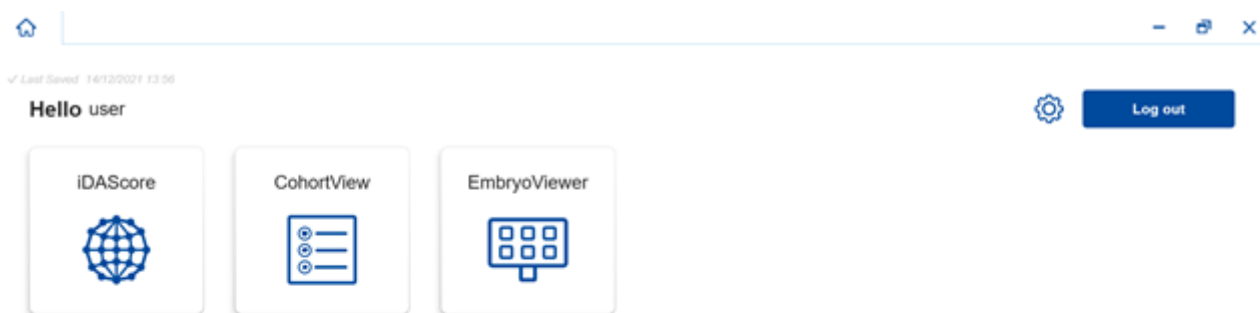 ✓ Last Saved 14/12/2021 13:56
Hello user
Log out
iDAScore
CohortView
EmbryoViewer